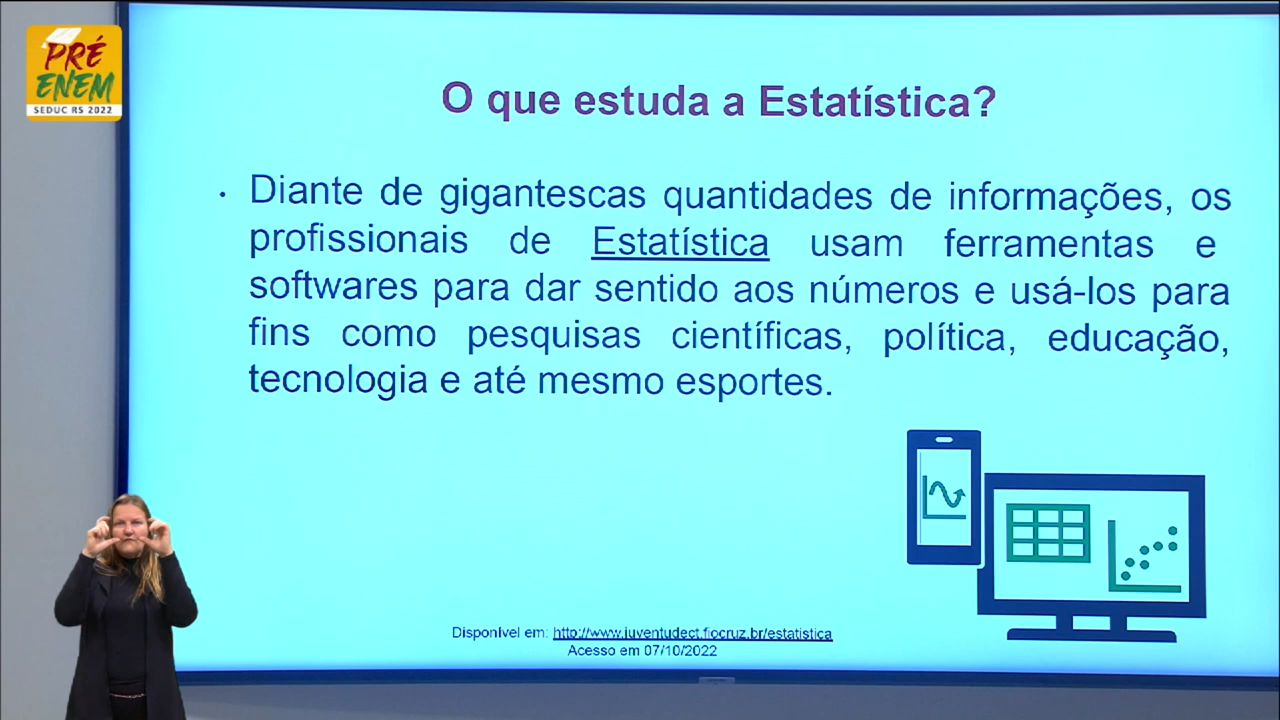 PRÉ
ENEM
SEDUC RS 2022
O que estuda a Estatística?
• Diante de gigantescas quantidades de informações, os
profissionais de Estatística usam ferramentas e
softwares para dar sentido aos números e usá-los para
fins como pesquisas científicas, política, educação,
tecnologia e até mesmo esportes.
Disponível em: http://www.juventudect.fiocruz.br/estatistica
Acesso em 07/10/2022